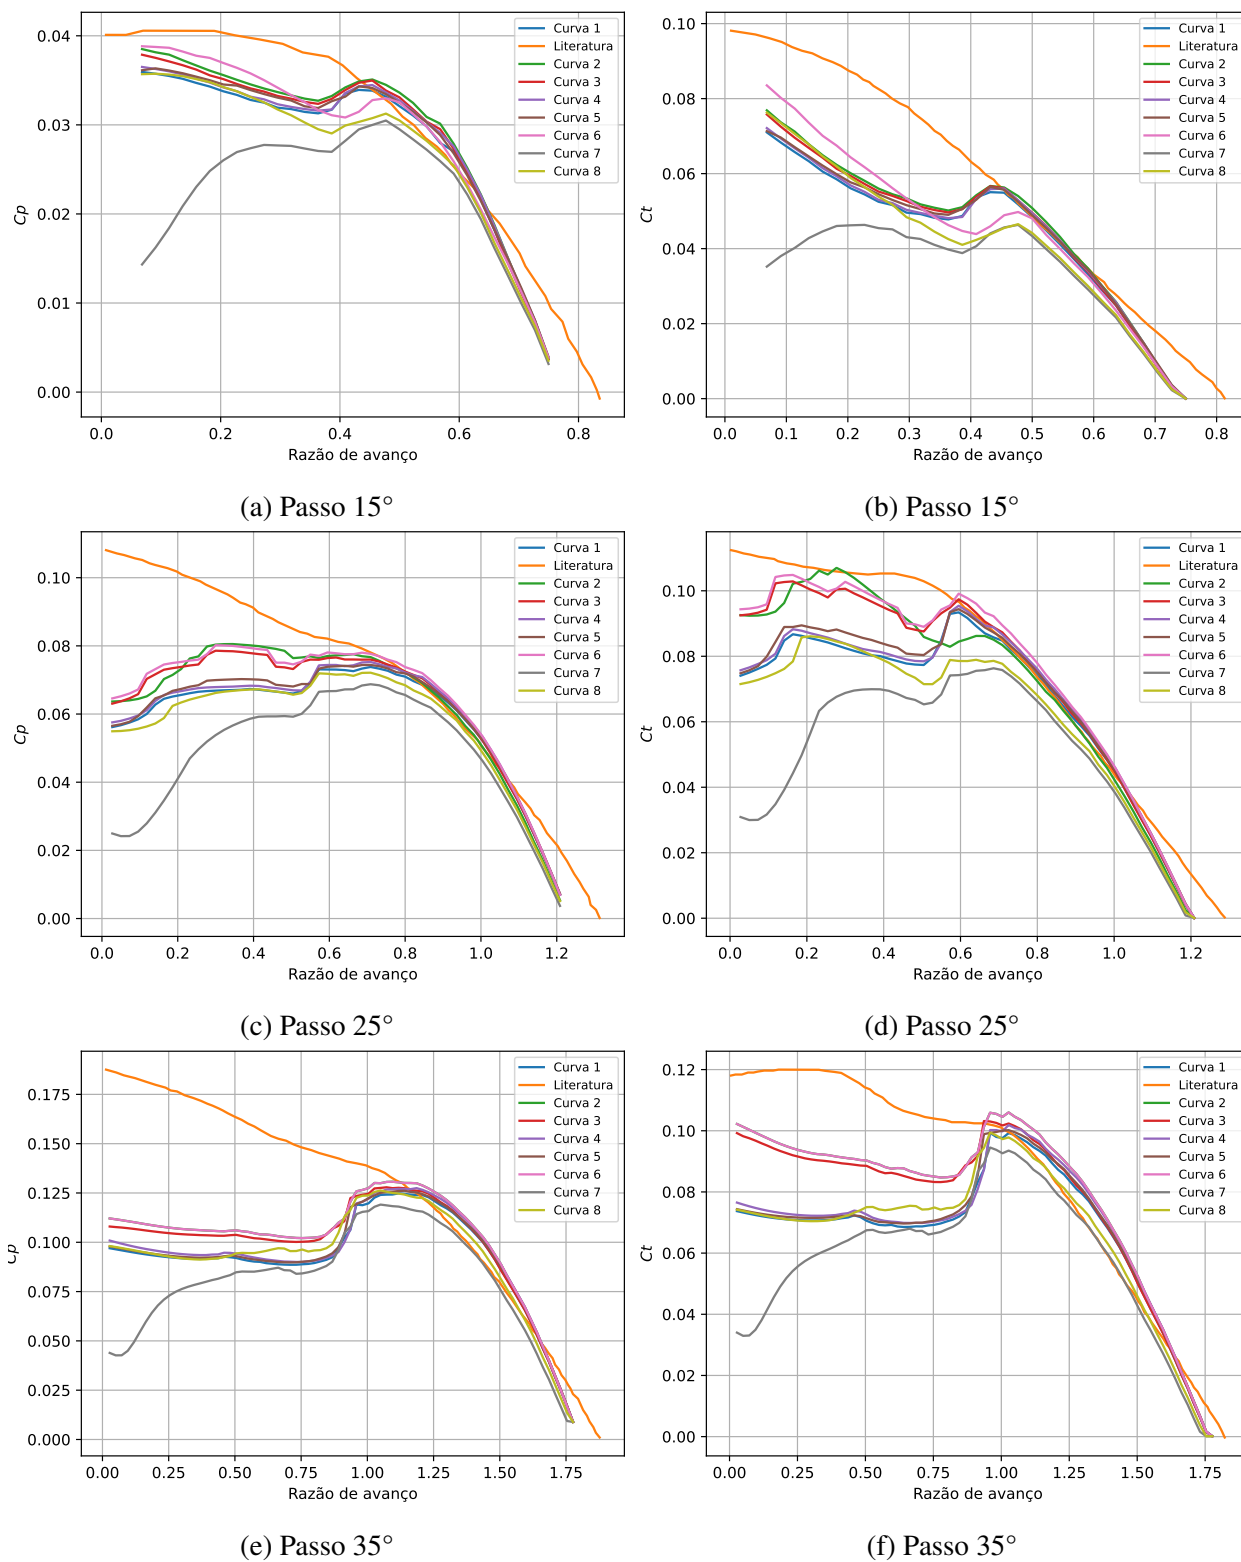 0.04
0.03
0.02
0.01
0.00
Cp
0.0
0.2
0.4
0.6
0.8
Razão de avanço
Curva 1
Literatura
Curva 2
Curva 3
Curva 4
Curva 5
Curva 6
Curva 7
Curva 8
(a) Passo 15°
0.10
0.08
0.06
0.04
0.02
0.00
Ct
0.0
0.1
0.2
0.3
0.4
0.5
0.6
0.7
0.8
Razão de avanço
Curva 1
Literatura
Curva 2
Curva 3
Curva 4
Curva 5
Curva 6
Curva 7
Curva 8
(b) Passo 15°
0.10
0.08
0.06
0.04
0.02
0.00
Cp
0.0
0.2
0.4
0.6
0.8
1.0
1.2
Razão de avanço
Curva 1
Literatura
Curva 2
Curva 3
Curva 4
Curva 5
Curva 6
Curva 7
Curva 8
(c) Passo 25°
0.10
0.08
0.06
0.04
0.02
0.00
Ct
0.0
0.2
0.4
0.6
0.8
1.0
1.2
Razão de avanço
Curva 1
Literatura
Curva 2
Curva 3
Curva 4
Curva 5
Curva 6
Curva 7
Curva 8
(d) Passo 25°
0.175
0.150
0.125
0.100
0.075
0.050
0.025
0.000
Cp
0.00
0.25
0.50
0.75
1.00
1.25
1.50
1.75
Razão de avanço
Curva 1
Literatura
Curva 2
Curva 3
Curva 4
Curva 5
Curva 6
Curva 7
Curva 8
(e) Passo 35°
0.12
0.10
0.08
0.06
0.04
0.02
0.00
Ct
0.00
0.25
0.50
0.75
1.00
1.25
1.50
1.75
Razão de avanço
Curva 1
Literatura
Curva 2
Curva 3
Curva 4
Curva 5
Curva 6
Curva 7
Curva 8
(f) Passo 35°